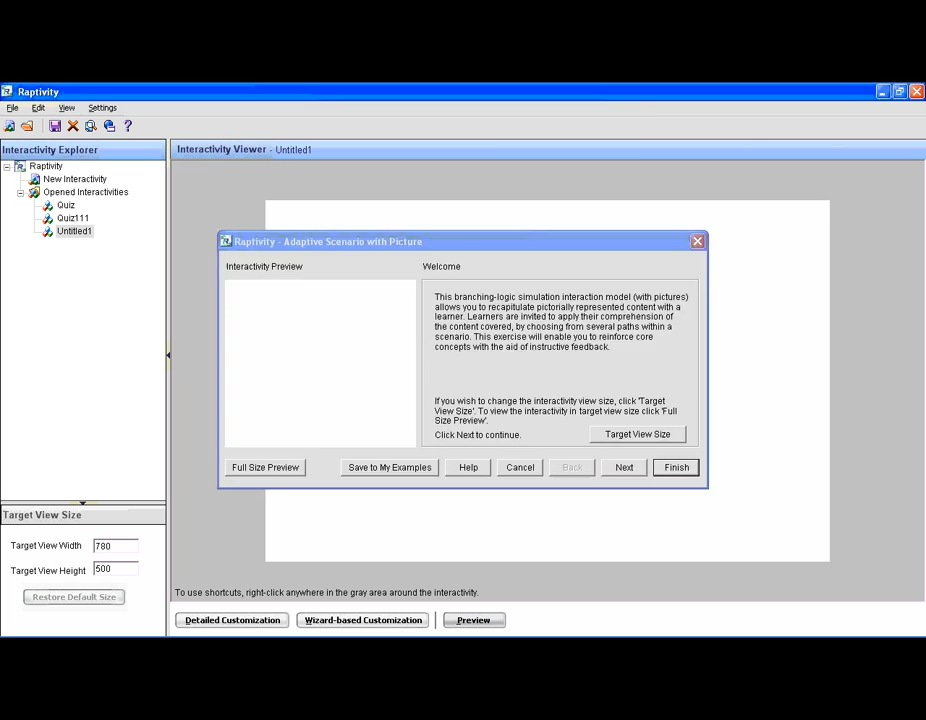 Raptivity
File Edit View Settings
Interactivity Explorer
Raptivity
New Interactivity
Opened Interactivities
Quiz
Quiz111
Untitled1
Target View Size
Target View Width 780
Target View Height 500
Restore Default Size
Interactivity Viewer - Untitled1
Raptivity - Adaptive Scenario with Picture
Interactivity Preview
Welcome
This branching-logic simulation interaction model (with pictures)
allows you to recapitulate pictorially represented content with a
learner. Learners are invited to apply their comprehension of
the content covered, by choosing from several paths within a
scenario. This exercise will enable you to reinforce core
concepts with the aid of instructive feedback.
If you wish to change the interactivity view size, click 'Target
View Size'. To view the interactivity in target view size click 'Full
Size Preview'.
Click Next to continue.
Target View Size
Full Size Preview Save to My Examples Help Cancel Back Next Finish
To use shortcuts, right-click anywhere in the gray area around the interactivity.
Detailed Customization Wizard-based Customization Preview